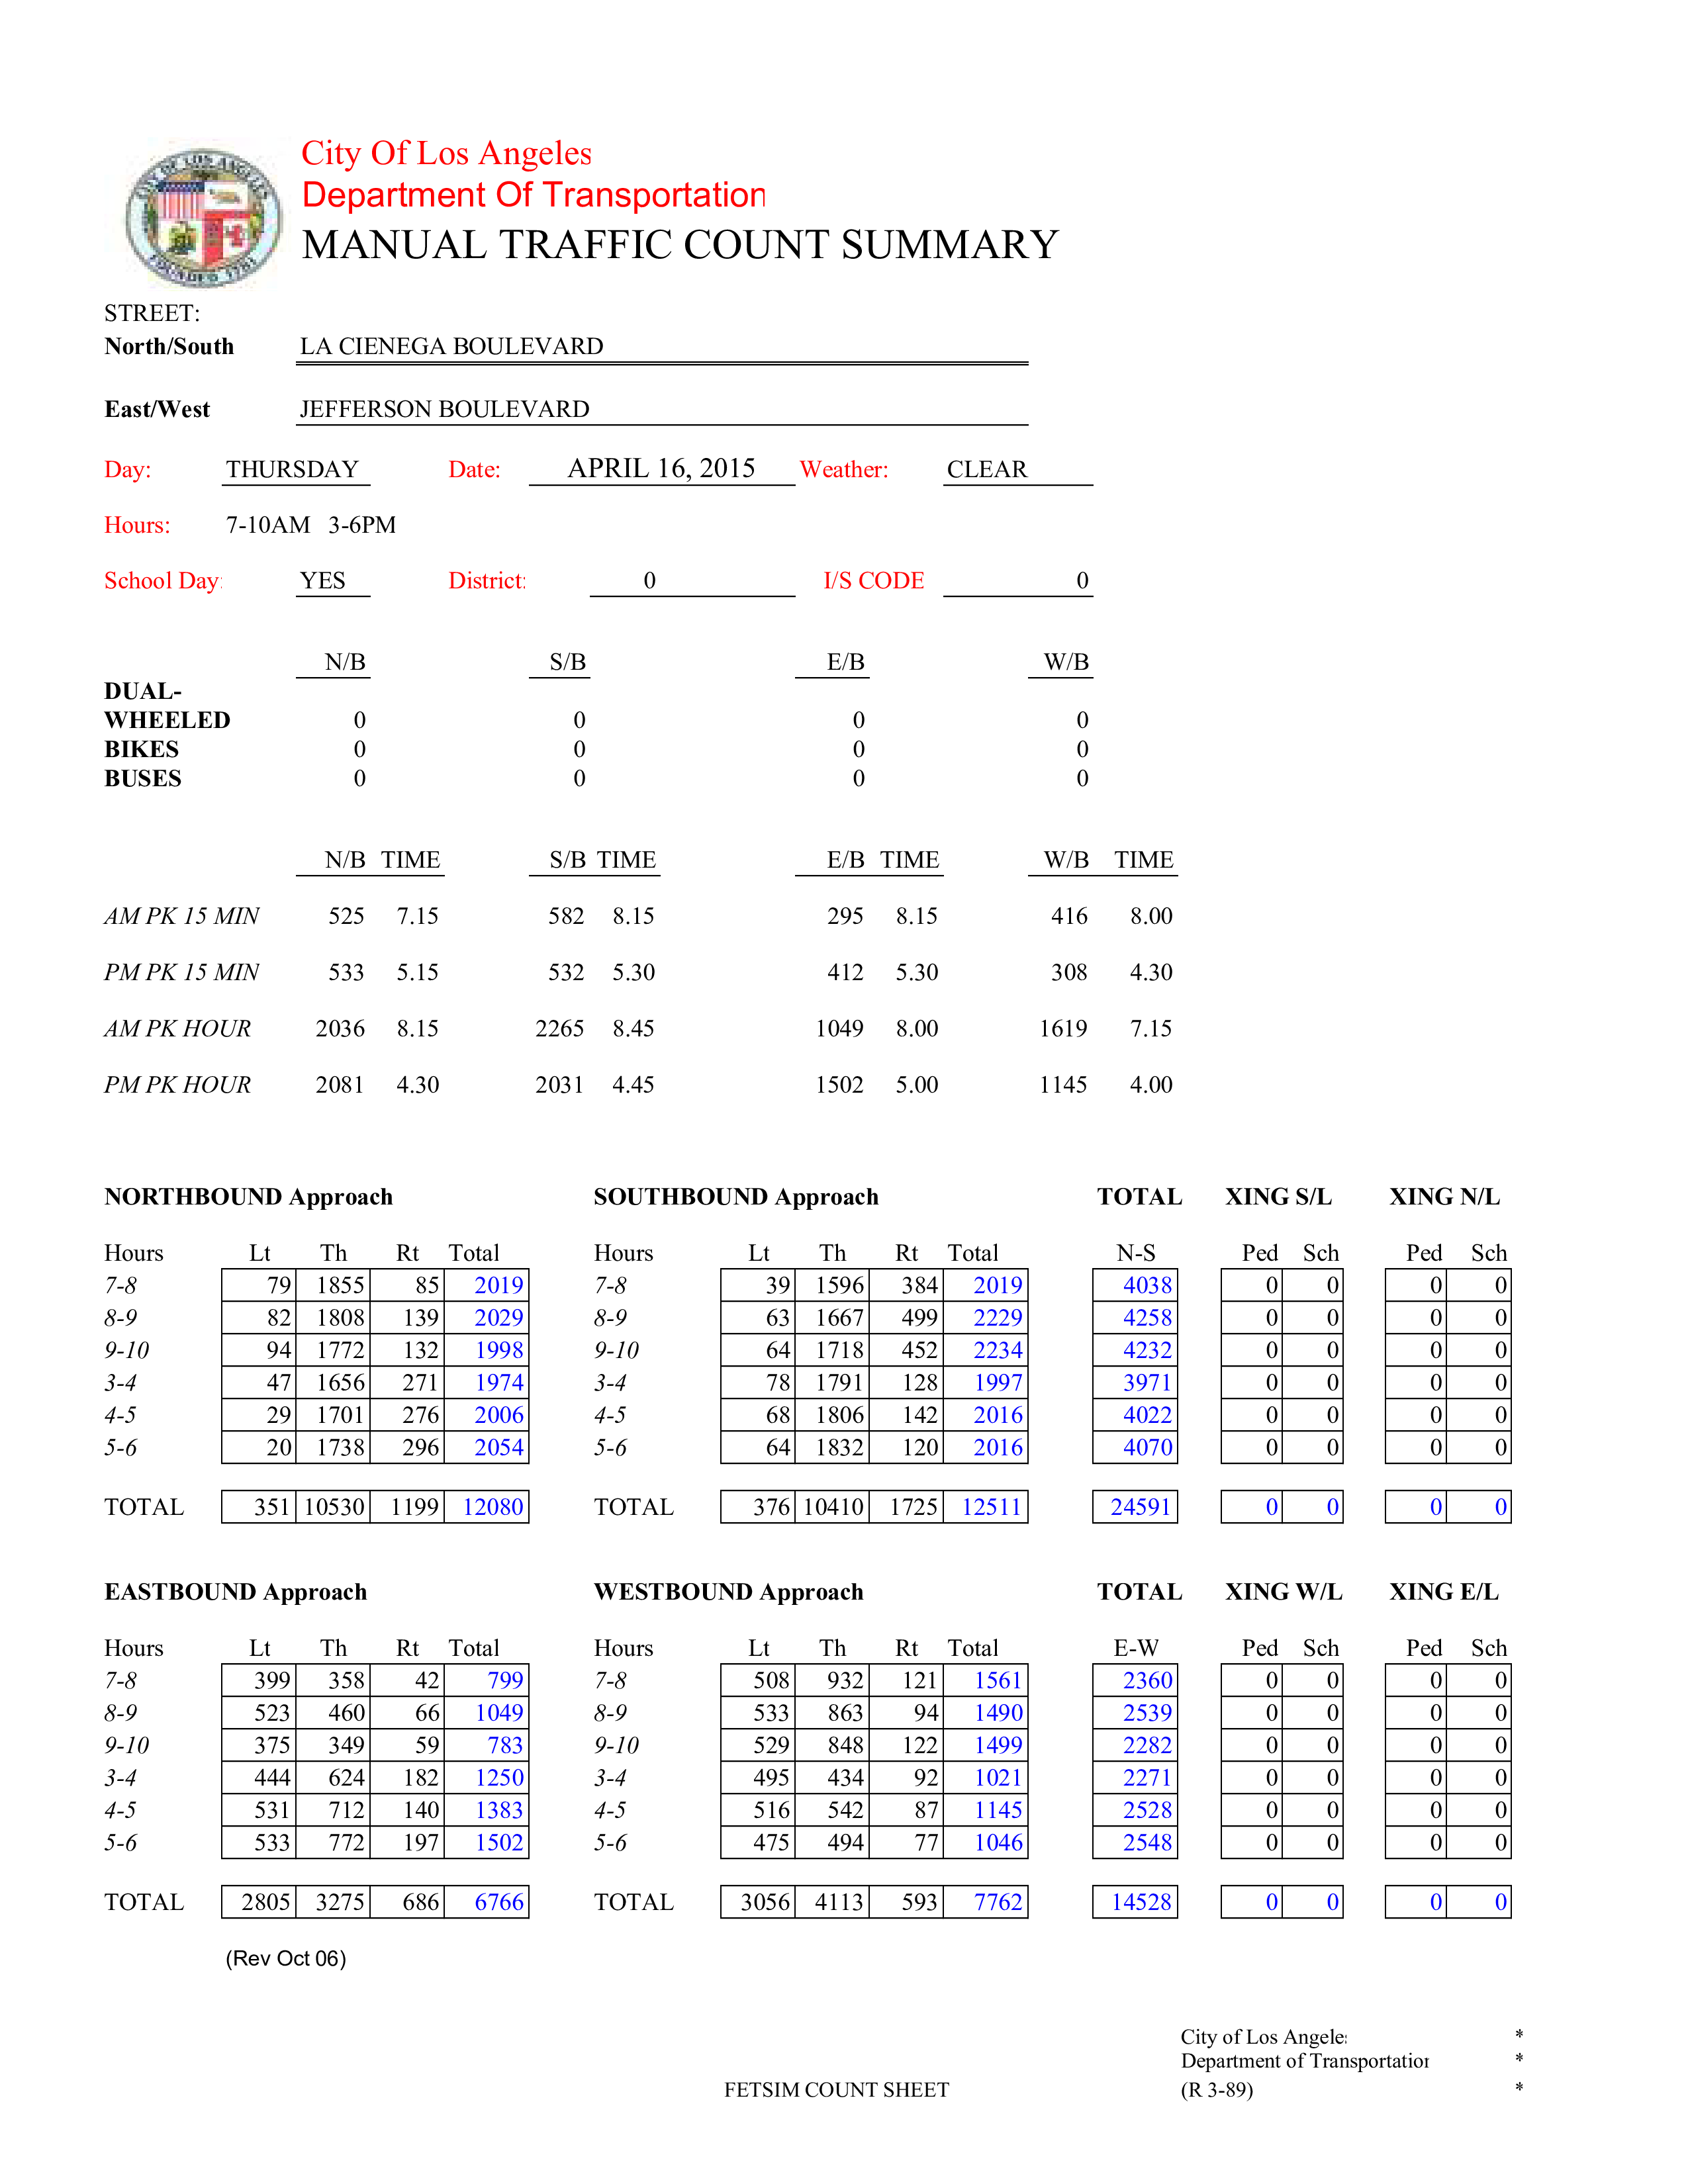 City Of Los Angeles
Department Of Transportation
MANUAL TRAFFIC COUNT SUMMARY
STREET:
North/South LA CIENEGA BOULEVARD
East/West JEFFERSON BOULEVARD
Day: THURSDAY Date: APRIL 16, 2015 Weather: CLEAR
Hours: 7-10AM 3-6PM
School Day: YES District: 0 I/S CODE 0
N/B S/B E/B W/B
DUAL-
WHEELED 0 0 0 0
BIKES 0 0 0 0
BUSES 0 0 0 0
N/B TIME S/B TIME E/B TIME W/B TIME
AM PK 15 MIN 525 7.15 582 8.15 295 8.15 416 8.00
PM PK 15 MIN 533 5.15 532 5.30 412 5.30 308 4.30
AM PK HOUR 2036 8.15 2265 8.45 1049 8.00 1619 7.15
PM PK HOUR 2081 4.30 2031 4.45 1502 5.00 1145 4.00
NORTHBOUND Approach SOUTHBOUND Approach TOTAL XING S/L XING N/L
Hours Lt Th Rt Total Hours Lt Th Rt Total N-S Ped Sch Ped Sch
7-8 79 1855 85 2019 7-8 39 1596 384 2019 4038 0 0 0 0
8-9 82 1808 139 2029 8-9 63 1667 499 2229 4258 0 0 0 0
9-10 94 1772 132 1998 9-10 64 1718 452 2234 4232 0 0 0 0
3-4 47 1656 271 1974 3-4 78 1791 128 1997 3971 0 0 0 0
4-5 29 1701 276 2006 4-5 68 1806 142 2016 4022 0 0 0 0
5-6 20 1738 296 2054 5-6 64 1832 120 2016 4070 0 0 0 0
TOTAL 351 10530 1199 12080 TOTAL 376 10410 1725 12511 24591 0 0 0 0
EASTBOUND Approach WESTBOUND Approach TOTAL XING W/L XING E/L
Hours Lt Th Rt Total Hours Lt Th Rt Total E-W Ped Sch Ped Sch
7-8 399 358 42 799 7-8 508 932 121 1561 2360 0 0 0 0
8-9 523 460 66 1049 8-9 533 863 94 1490 2539 0 0 0 0
9-10 375 349 59 783 9-10 529 848 122 1499 2282 0 0 0 0
3-4 444 624 182 1250 3-4 495 434 92 1021 2271 0 0 0 0
4-5 531 712 140 1383 4-5 516 542 87 1145 2528 0 0 0 0
5-6 533 772 197 1502 5-6 475 494 77 1046 2548 0 0 0 0
TOTAL 2805 3275 686 6766 TOTAL 3056 4113 593 7762 14528 0 0 0 0
(Rev Oct 06)
City of Los Angeles *
Department of Transportation *
FETSIM COUNT SHEET (R 3-89) *